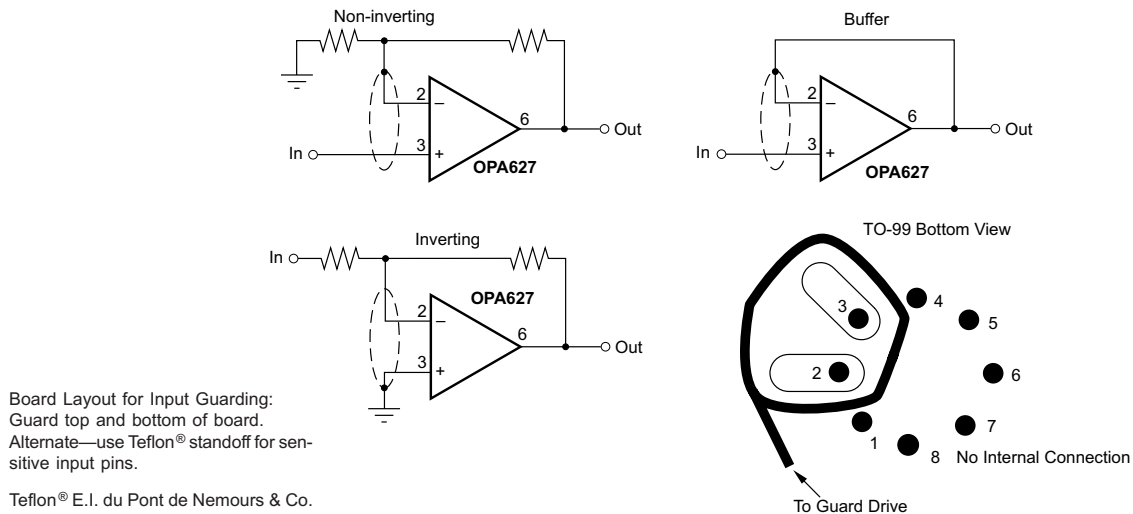 Non-inverting
2
–
6
Out
3
+
In
OPA627
Buffer
2
–
6
Out
3
+
In
OPA627
In
Inverting
OPA627
2
–
6
Out
3
+
TO-99 Bottom View
3
4
5
2
6
7
1
8 No Internal Connection
To Guard Drive
Board Layout for Input Guarding:
Guard top and bottom of board.
Alternate—use Teflon® standoff for sen-
sitive input pins.
Teflon® E.I. du Pont de Nemours & Co.